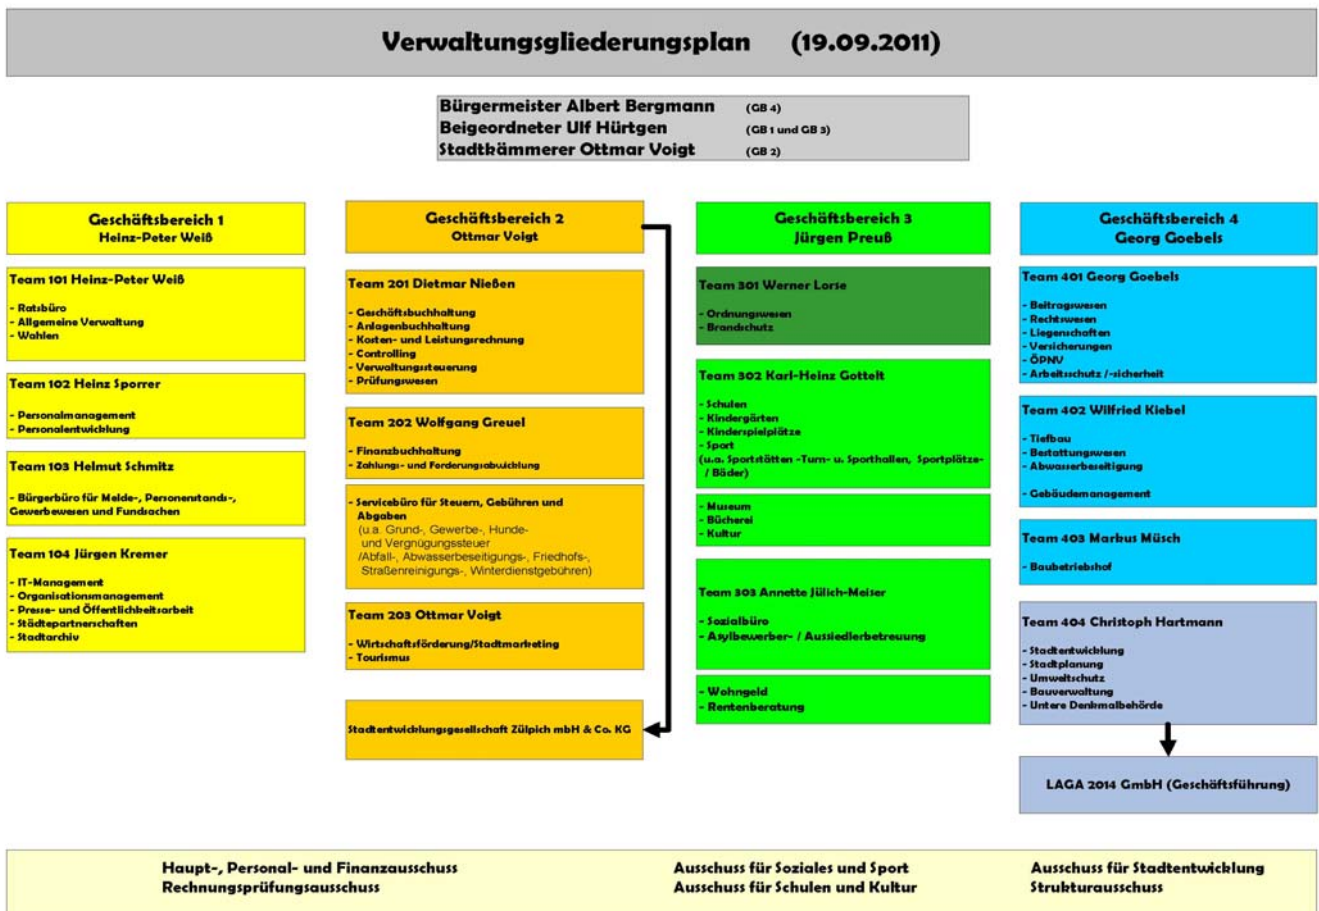 Verwaltungsgliederungsplan (19.09.2011)
Bürgermeister Albert Bergmann (GB 4)
Beigeordneter Ulf Hürtgen (GB 1 und GB 3)
Stadtkämmerer Ottmar Voigt (GB 2)
Geschäftsbereich 1
Heinz-Peter Weiß
Team 101 Heinz-Peter Weiß
- Ratsbüro
- Allgemeine Verwaltung
- Wahlen
Team 102 Heinz Sporrer
- Personalmanagement
- Personalentwicklung
Team 103 Helmut Schmitz
- Bürgerbüro für Melde-, Personenstands-,
Gewerbewesen und Fundsachen
Team 104 Jürgen Kremer
- IT-Management
- Organisationsmanagement
- Presse- und Öffentlichkeitsarbeit
- Städtepartnerschaften
- Stadtarchiv
Geschäftsbereich 2
Ottmar Voigt
Team 201 Dietmar Nießen
- Geschäftsbuchhaltung
- Anlagenbuchhaltung
- Kosten- und Leistungsrechnung
- Controlling
- Verwaltungssteuerung
- Prüfungswesen
Team 202 Wolfgang Greuel
- Finanzbuchhaltung
- Zahlungs- und Forderungsabwicklung
- Servicebüro für Steuern, Gebühren und
Abgaben
(u.a. Grund-, Gewerbe-, Hunde-
und Vergnügungssteuer
/Abfall-, Abwasserbeseitigungs-, Friedhofs-,
Straßenreinigungs-, Winterdienstgebühren)
Team 203 Ottmar Voigt
- Wirtschaftsförderung/Stadtmarketing
- Tourismus
Stadtentwicklungsgesellschaft Zülpich mbH & Co. KG
Geschäftsbereich 3
Jürgen Preuß
Team 301 Werner Lorse
- Ordnungswesen
- Brandschutz
Team 302 Karl-Heinz Gottelt
- Schulen
- Kindergärten
- Kinderspielplätze
- Sport
(u.a. Sportstätten -Turn- u. Sporthallen, Sportplätze-
/ Bäder)
- Museum
- Bücherei
- Kultur
Team 303 Annette Jülich-Meiser
- Sozialbüro
- Asylbewerber- / Aussiedlerbetreuung
- Wohngeld
- Rentenberatung
Geschäftsbereich 4
Georg Goebels
Team 401 Georg Goebels
- Beitragswesen
- Rechtswesen
- Liegenschaften
- Versicherungen
- ÖPNV
- Arbeitsschutz /-sicherheit
Team 402 Wilfried Kiebel
- Tiefbau
- Bestattungswesen
- Abwasserbeseitigung
- Gebäudemanagement
Team 403 Markus Müsch
- Baubetriebshof
Team 404 Christoph Hartmann
- Stadtentwicklung
- Stadtplanung
- Umweltschutz
- Bauverwaltung
- Untere Denkmalbehörde
LAGA 2014 GmbH (Geschäftsführung)
Haupt-, Personal- und Finanzausschuss
Rechnungsprüfungsausschuss
Ausschuss für Soziales und Sport
Ausschuss für Schulen und Kultur
Ausschuss für Stadtentwicklung
Strukturausschuss